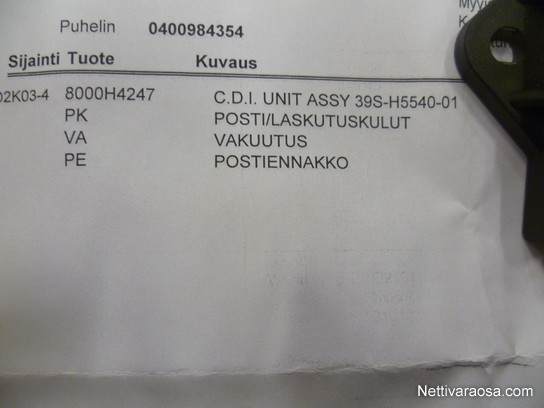 Myyjä
Puhelin 0400984354
Sijainti Tuote Kuvaus
02K03-4 8000H4247 C.D.I. UNIT ASSY 39S-H5540-01
PK POSTI/LASKUTUSKULUT
VA VAKUUTUS
PE POSTIENNAKKO
Nettivaraosa.com